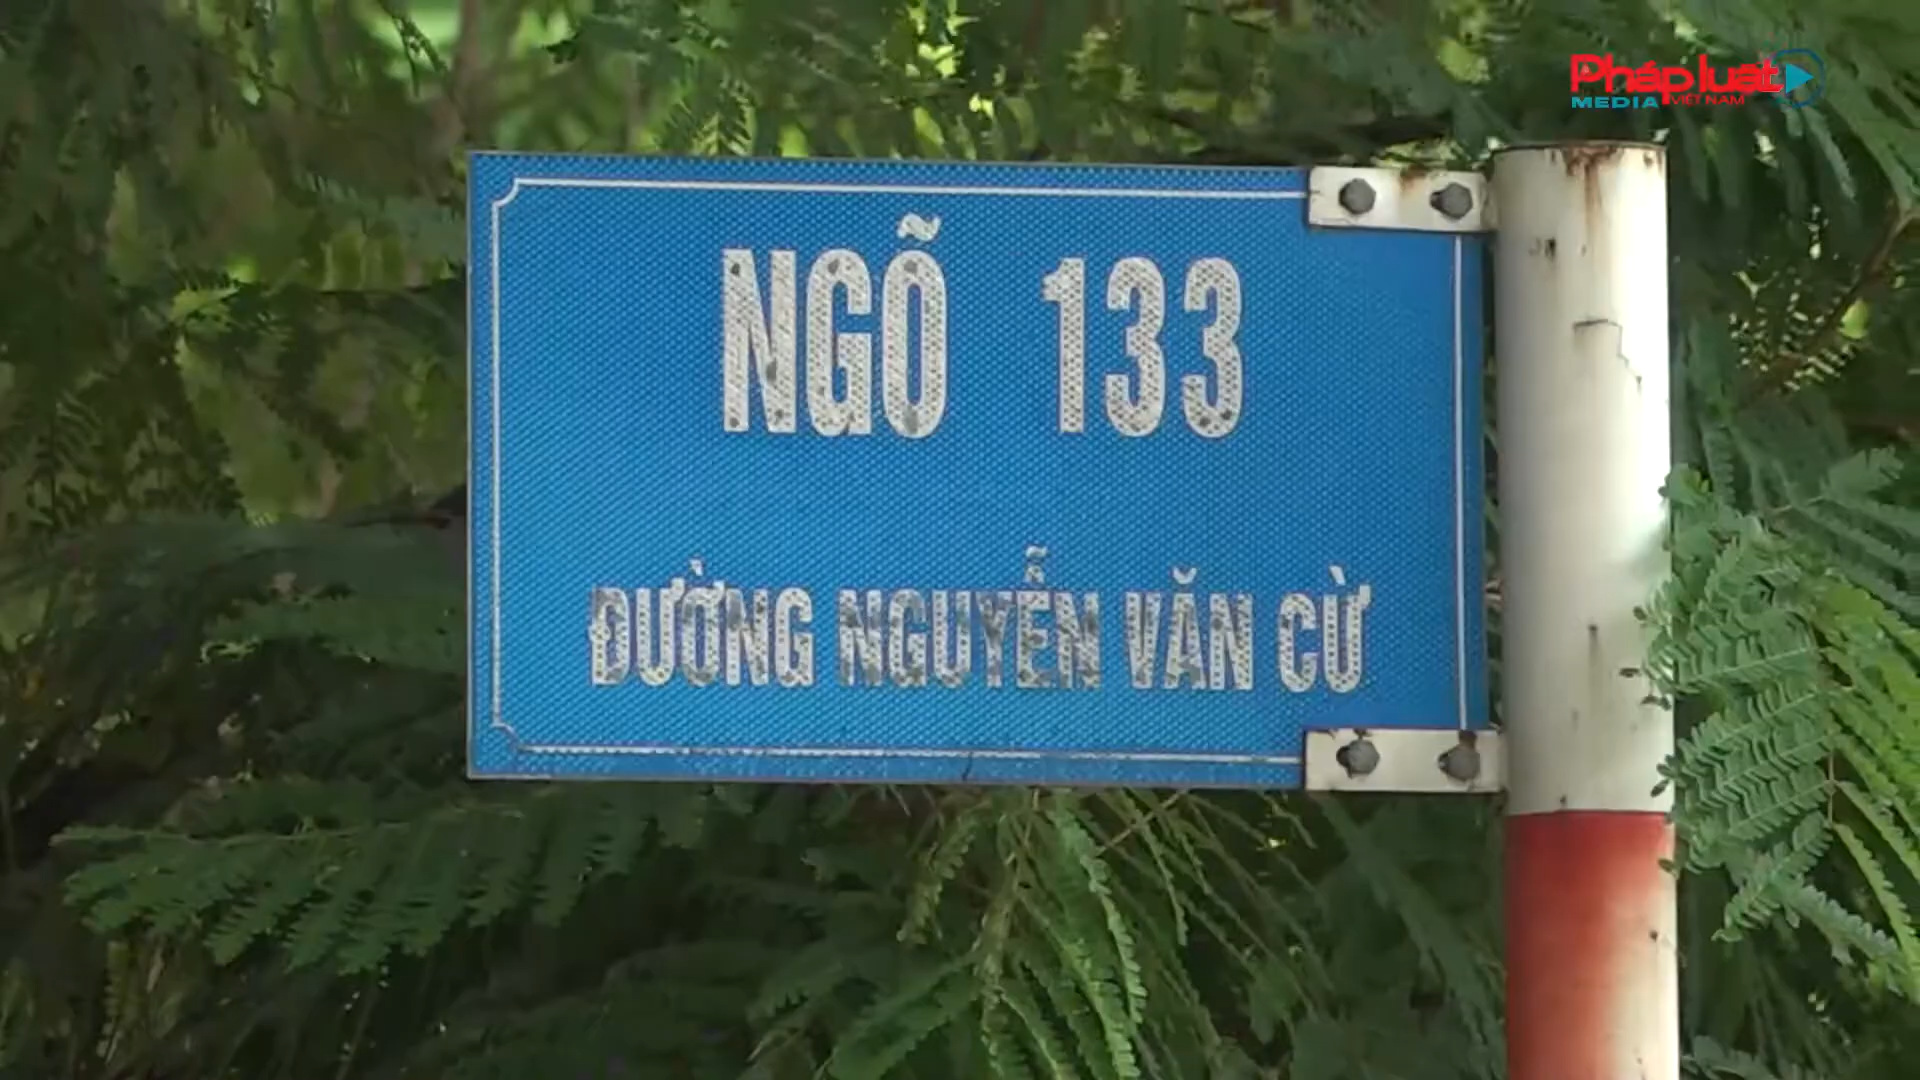 Pháp luật
MEDIA VIỆT NAM
NGÕ 133
ĐƯỜNG NGUYỄN VĂN CỪ